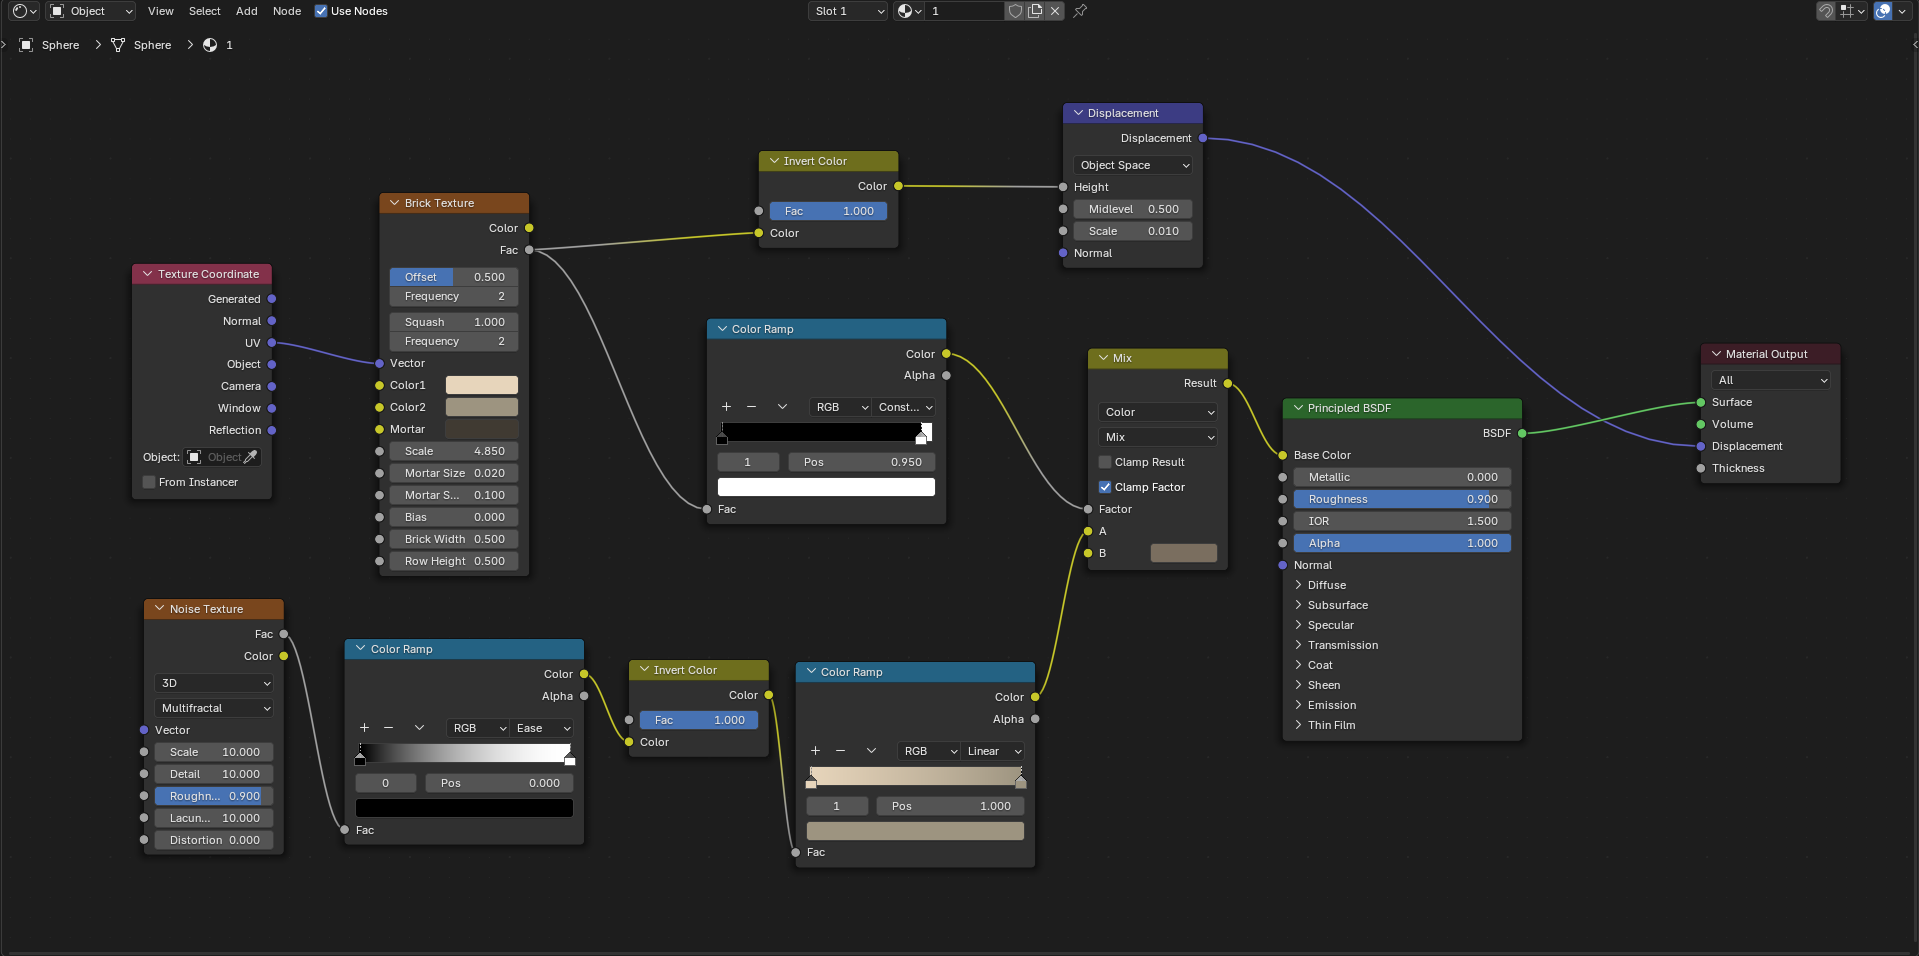 Object View Select Add Node Use Nodes Slot 1 1
Sphere Sphere 1
Displacement
Displacement
Object Space
Height
Midlevel 0.500
Scale 0.010
Normal
Invert Color
Color
Fac 1.000
Color
Brick Texture
Color
Fac
Offset 0.500
Frequency 2
Squash 1.000
Frequency 2
Vector
Color1
Color2
Mortar
Scale 4.850
Mortar Size 0.020
Mortar S... 0.100
Bias 0.000
Brick Width 0.500
Row Height 0.500
Texture Coordinate
Generated
Normal
UV
Object
Camera
Window
Reflection
Object: Object
From Instancer
Color Ramp
Color
Alpha
RGB Const...
1 Pos 0.950
Fac
Mix
Result
Color
Mix
Clamp Result
Clamp Factor
Factor
A
B
Principled BSDF
BSDF
Base Color
Metallic 0.000
Roughness 0.900
IOR 1.500
Alpha 1.000
Normal
Diffuse
Subsurface
Specular
Transmission
Coat
Sheen
Emission
Thin Film
Material Output
All
Surface
Volume
Displacement
Thickness
Noise Texture
Fac
Color
3D
Multifractal
Vector
Scale 10.000
Detail 10.000
Roughn... 0.900
Lacun... 10.000
Distortion 0.000
Color Ramp
Color
Alpha
RGB Ease
0 Pos 0.000
Fac
Invert Color
Color
Fac 1.000
Color
Color Ramp
Color
Alpha
RGB Linear
1 Pos 1.000
Fac